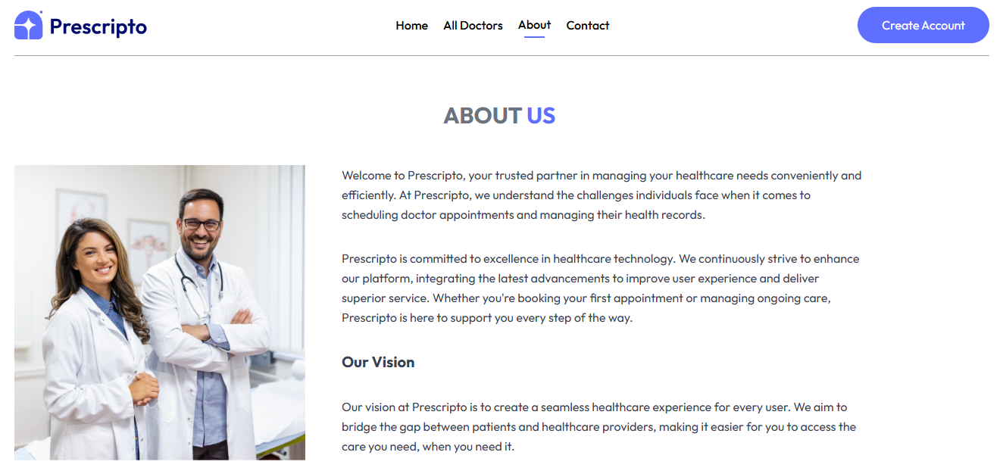 Prescripto
Home
All Doctors
About
Contact
Create Account
ABOUT US
Welcome to Prescripto, your trusted partner in managing your healthcare needs conveniently and
efficiently. At Prescripto, we understand the challenges individuals face when it comes to
scheduling doctor appointments and managing their health records.
Prescripto is committed to excellence in healthcare technology. We continuously strive to enhance
our platform, integrating the latest advancements to improve user experience and deliver
superior service. Whether you're booking your first appointment or managing ongoing care,
Prescripto is here to support you every step of the way.
Our Vision
Our vision at Prescripto is to create a seamless healthcare experience for every user. We aim to
bridge the gap between patients and healthcare providers, making it easier for you to access the
care you need, when you need it.